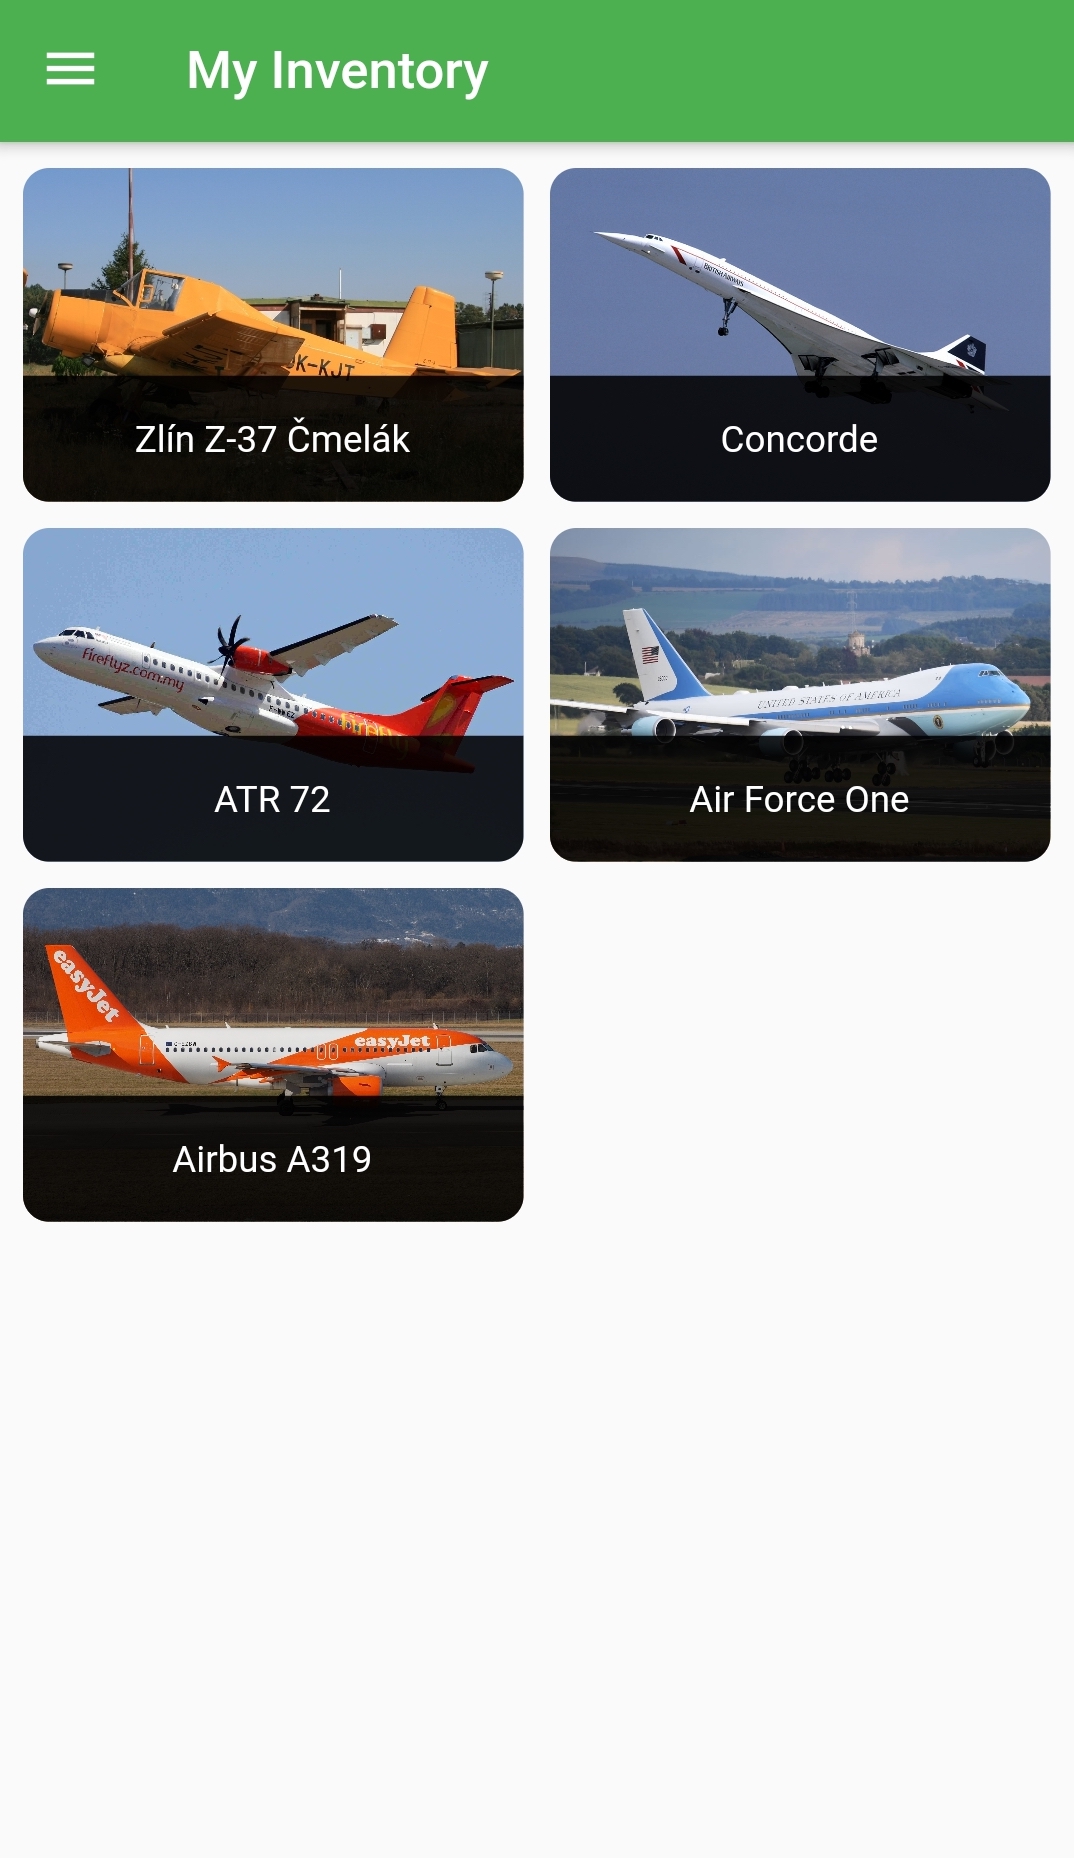 My Inventory
OK-KJT
Zlín Z-37 Čmelák
BRITISH AIRWAYS
Concorde
fireflyz.com.my
F-WWEZ
ATR 72
UNITED STATES OF AMERICA
Air Force One
easyJet
easyJet
Airbus A319